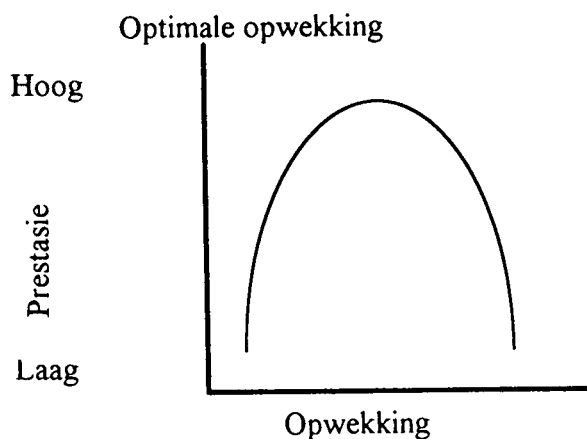 Optimale opwekking
Hoog
Prestasie
Laag
Opwekking